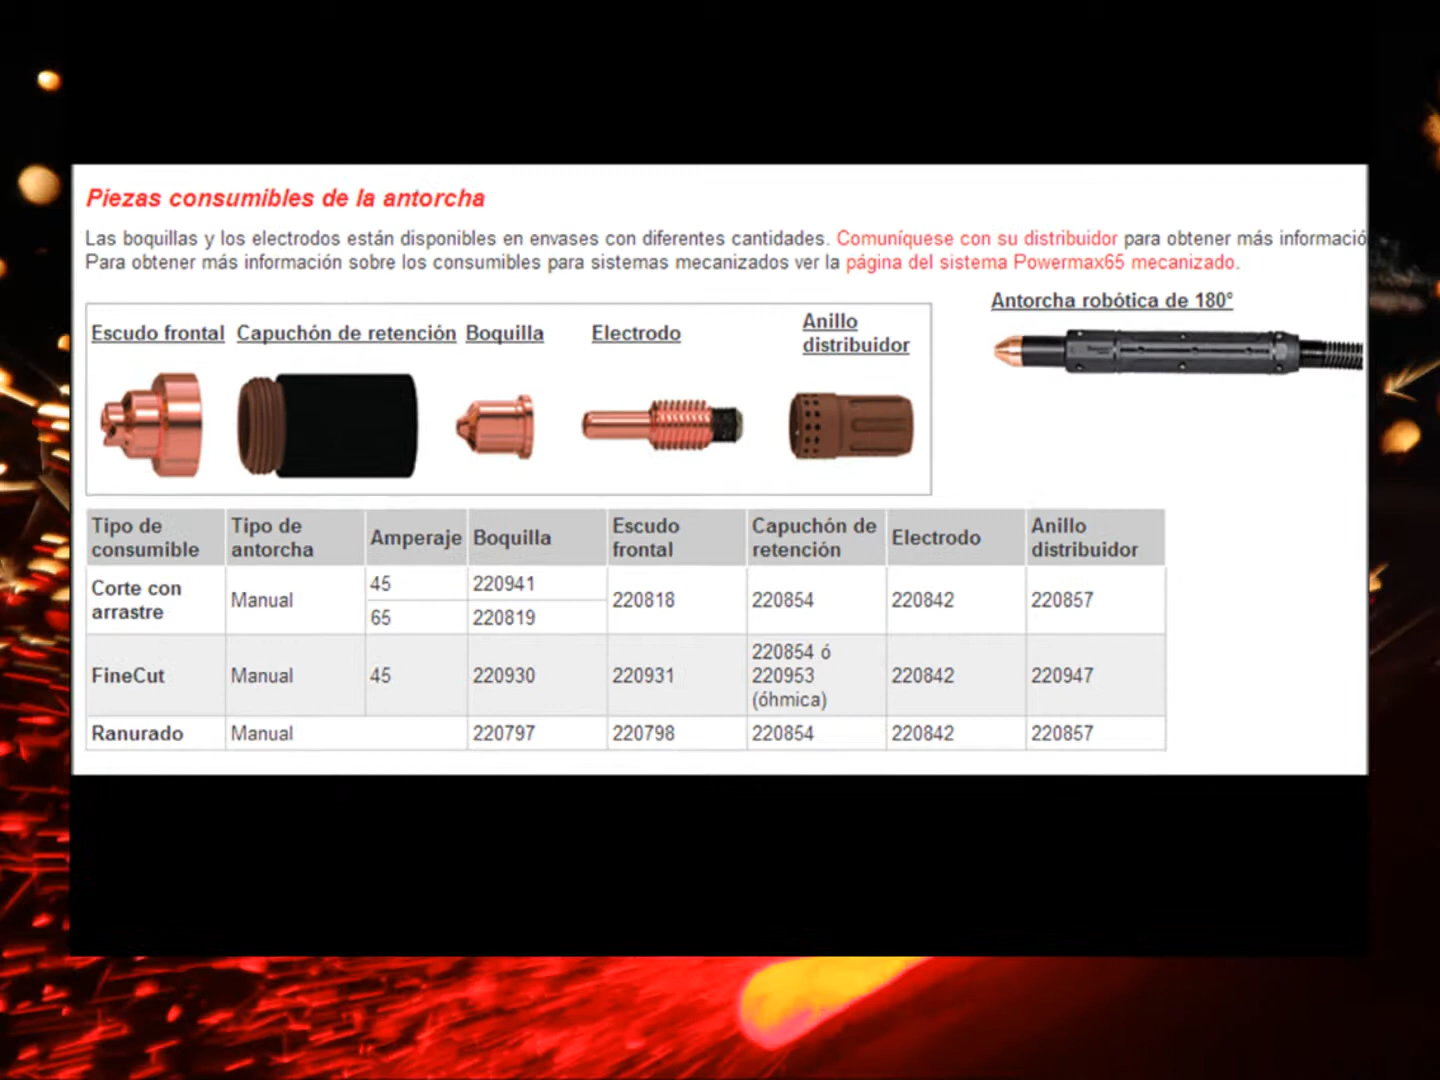 Piezas consumibles de la antorcha
Las boquillas y los electrodos están disponibles en envases con diferentes cantidades. Comuníquese con su distribuidor para obtener más informació
Para obtener más información sobre los consumibles para sistemas mecanizados ver la página del sistema Powermax65 mecanizado.
Antorcha robótica de 180°
Escudo frontal Capuchón de retención Boquilla Electrodo Anillo
distribuidor
Tipo de consumible Tipo de antorcha Amperaje Boquilla Escudo frontal Capuchón de retención Electrodo Anillo distribuidor
Corte con arrastre Manual 45 220941 220818 220854 220842 220857
65 220819
FineCut Manual 45 220930 220931 220854 ó 220953 (óhmica) 220842 220947
Ranurado Manual 220797 220798 220854 220842 220857